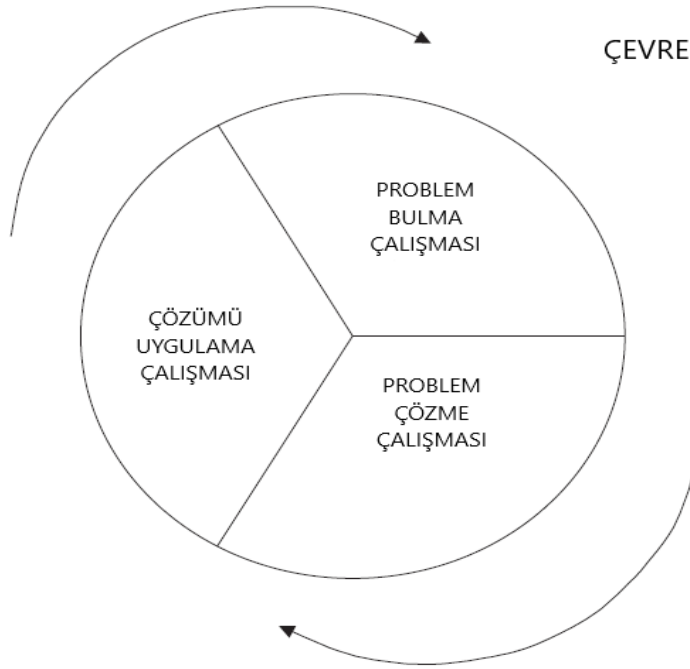 ÇEVRE
PROBLEM
BULMA
ÇALIŞMASI
ÇÖZÜMÜ
UYGULAMA
ÇALIŞMASI
PROBLEM
ÇÖZME
ÇALIŞMASI